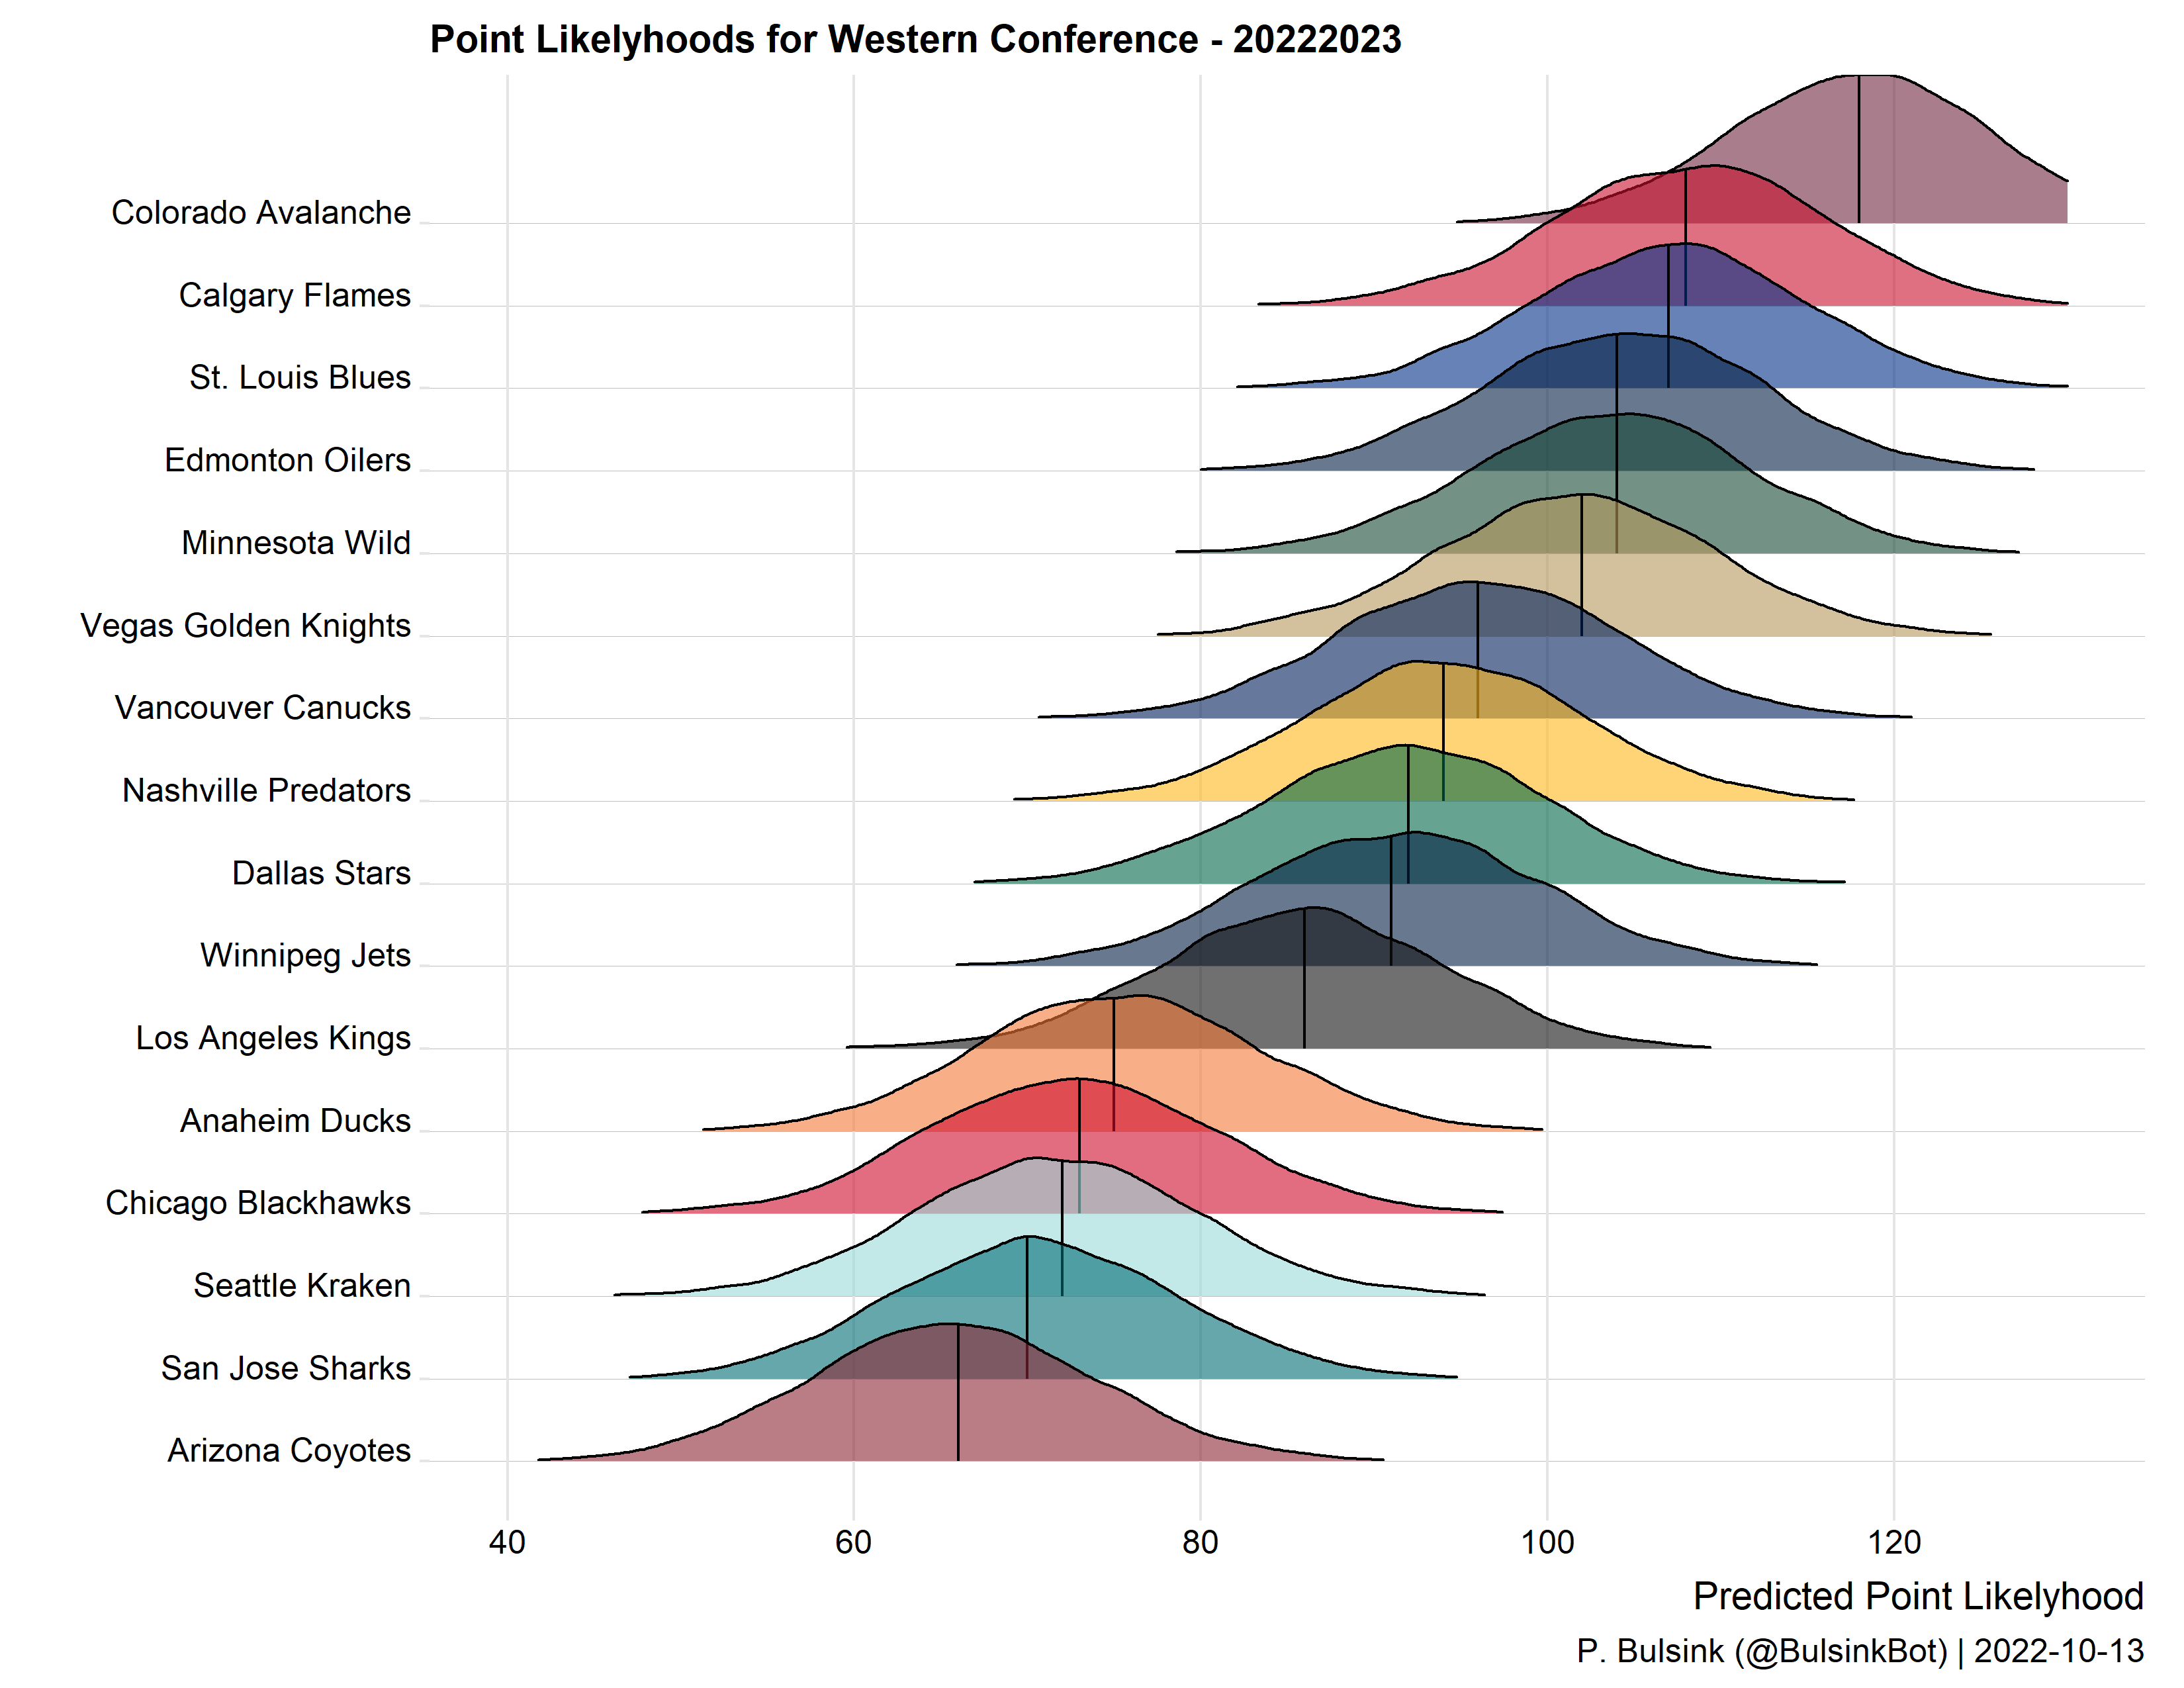 Point Likelyhoods for Western Conference - 20222023
Colorado Avalanche
Calgary Flames
St. Louis Blues
Edmonton Oilers
Minnesota Wild
Vegas Golden Knights
Vancouver Canucks
Nashville Predators
Dallas Stars
Winnipeg Jets
Los Angeles Kings
Anaheim Ducks
Chicago Blackhawks
Seattle Kraken
San Jose Sharks
Arizona Coyotes
40 60 80 100 120
Predicted Point Likelyhood
P. Bulsink (@BulsinkBot) | 2022-10-13